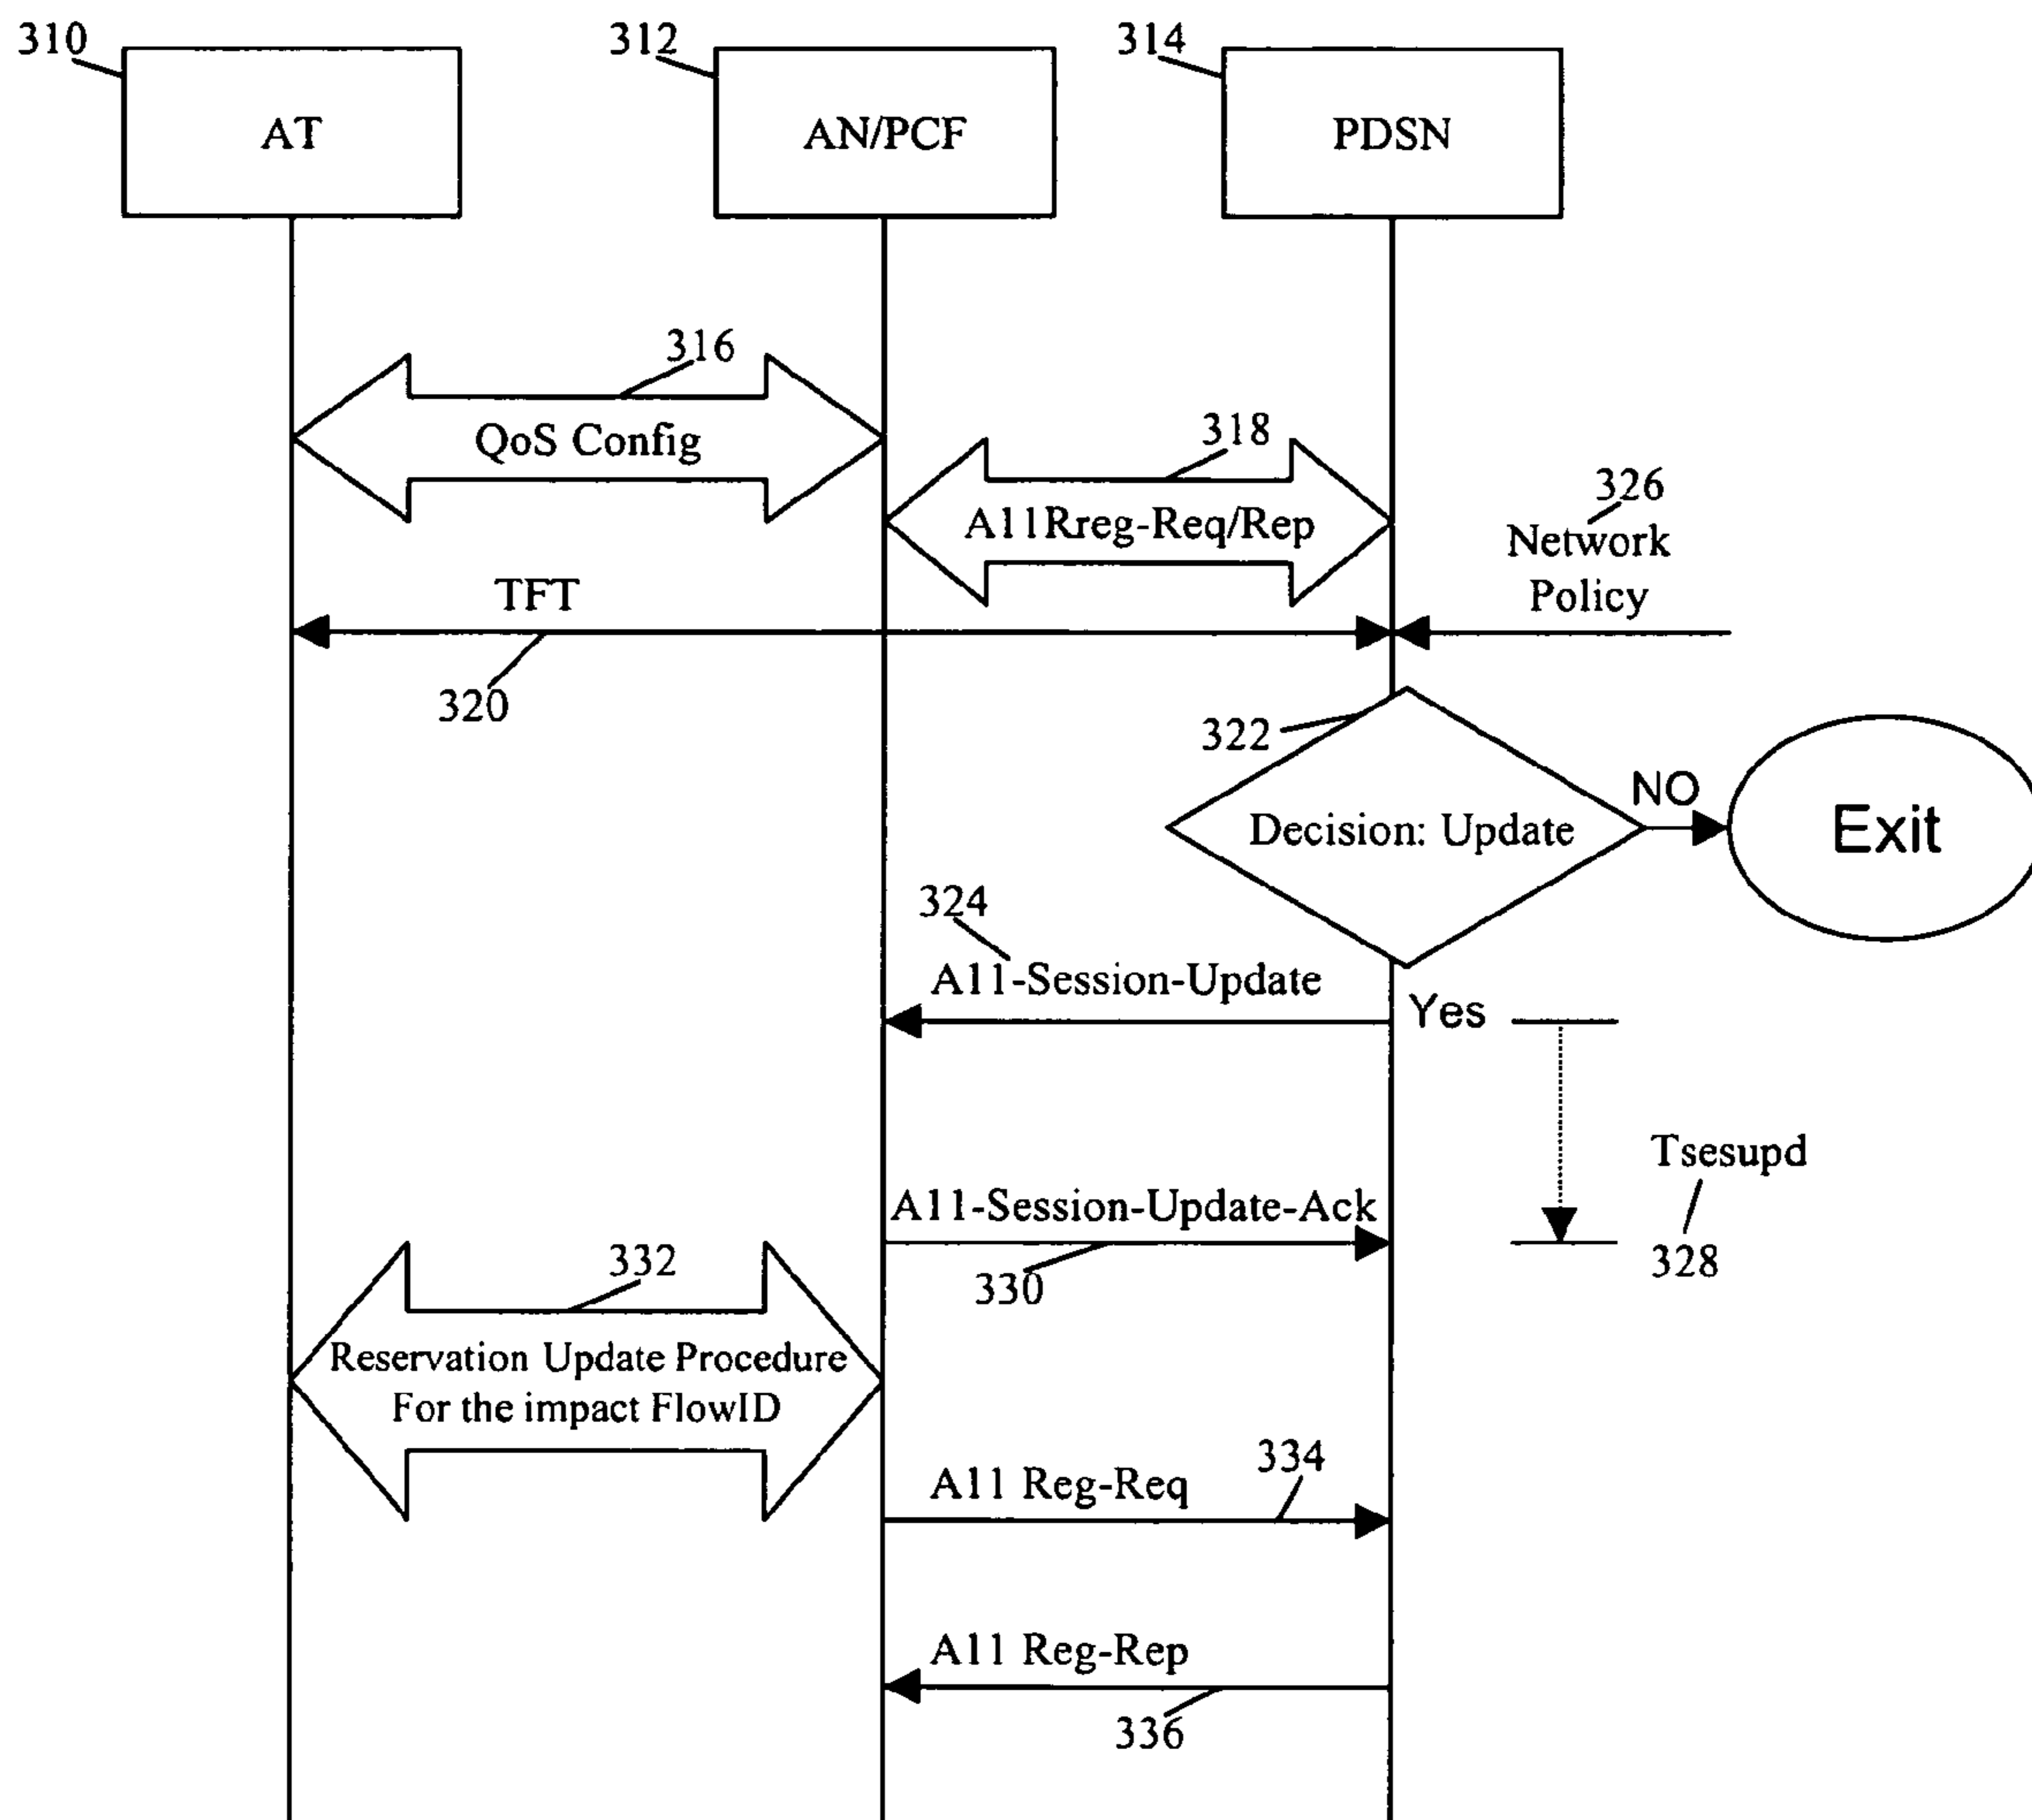 310
312
314
AT
AN/PCF
PDSN
316
QoS Config
318
A11Rreg-Req/Rep
326
Network
Policy
TFT
320
322
Decision: Update
NO
Exit
324
A11-Session-Update
Yes
Tsesupd
328
A11-Session-Update-Ack
330
332
Reservation Update Procedure
For the impact FlowID
334
A11 Reg-Req
A11 Reg-Rep
336